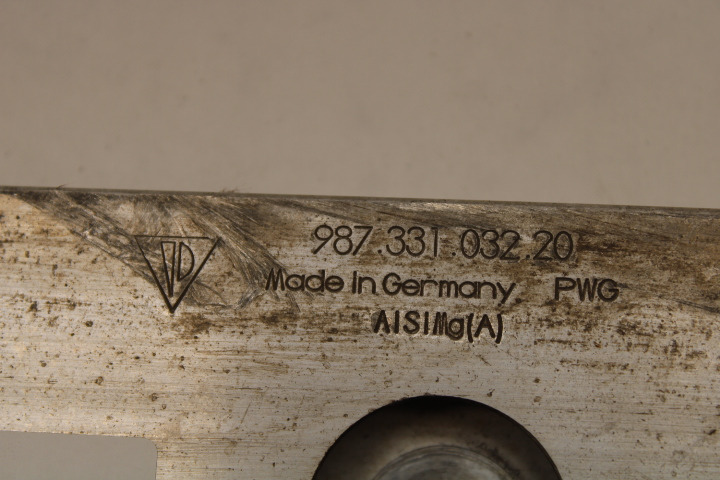 987.331.032.20
Made in Germany PWG
AlSiMg(A)